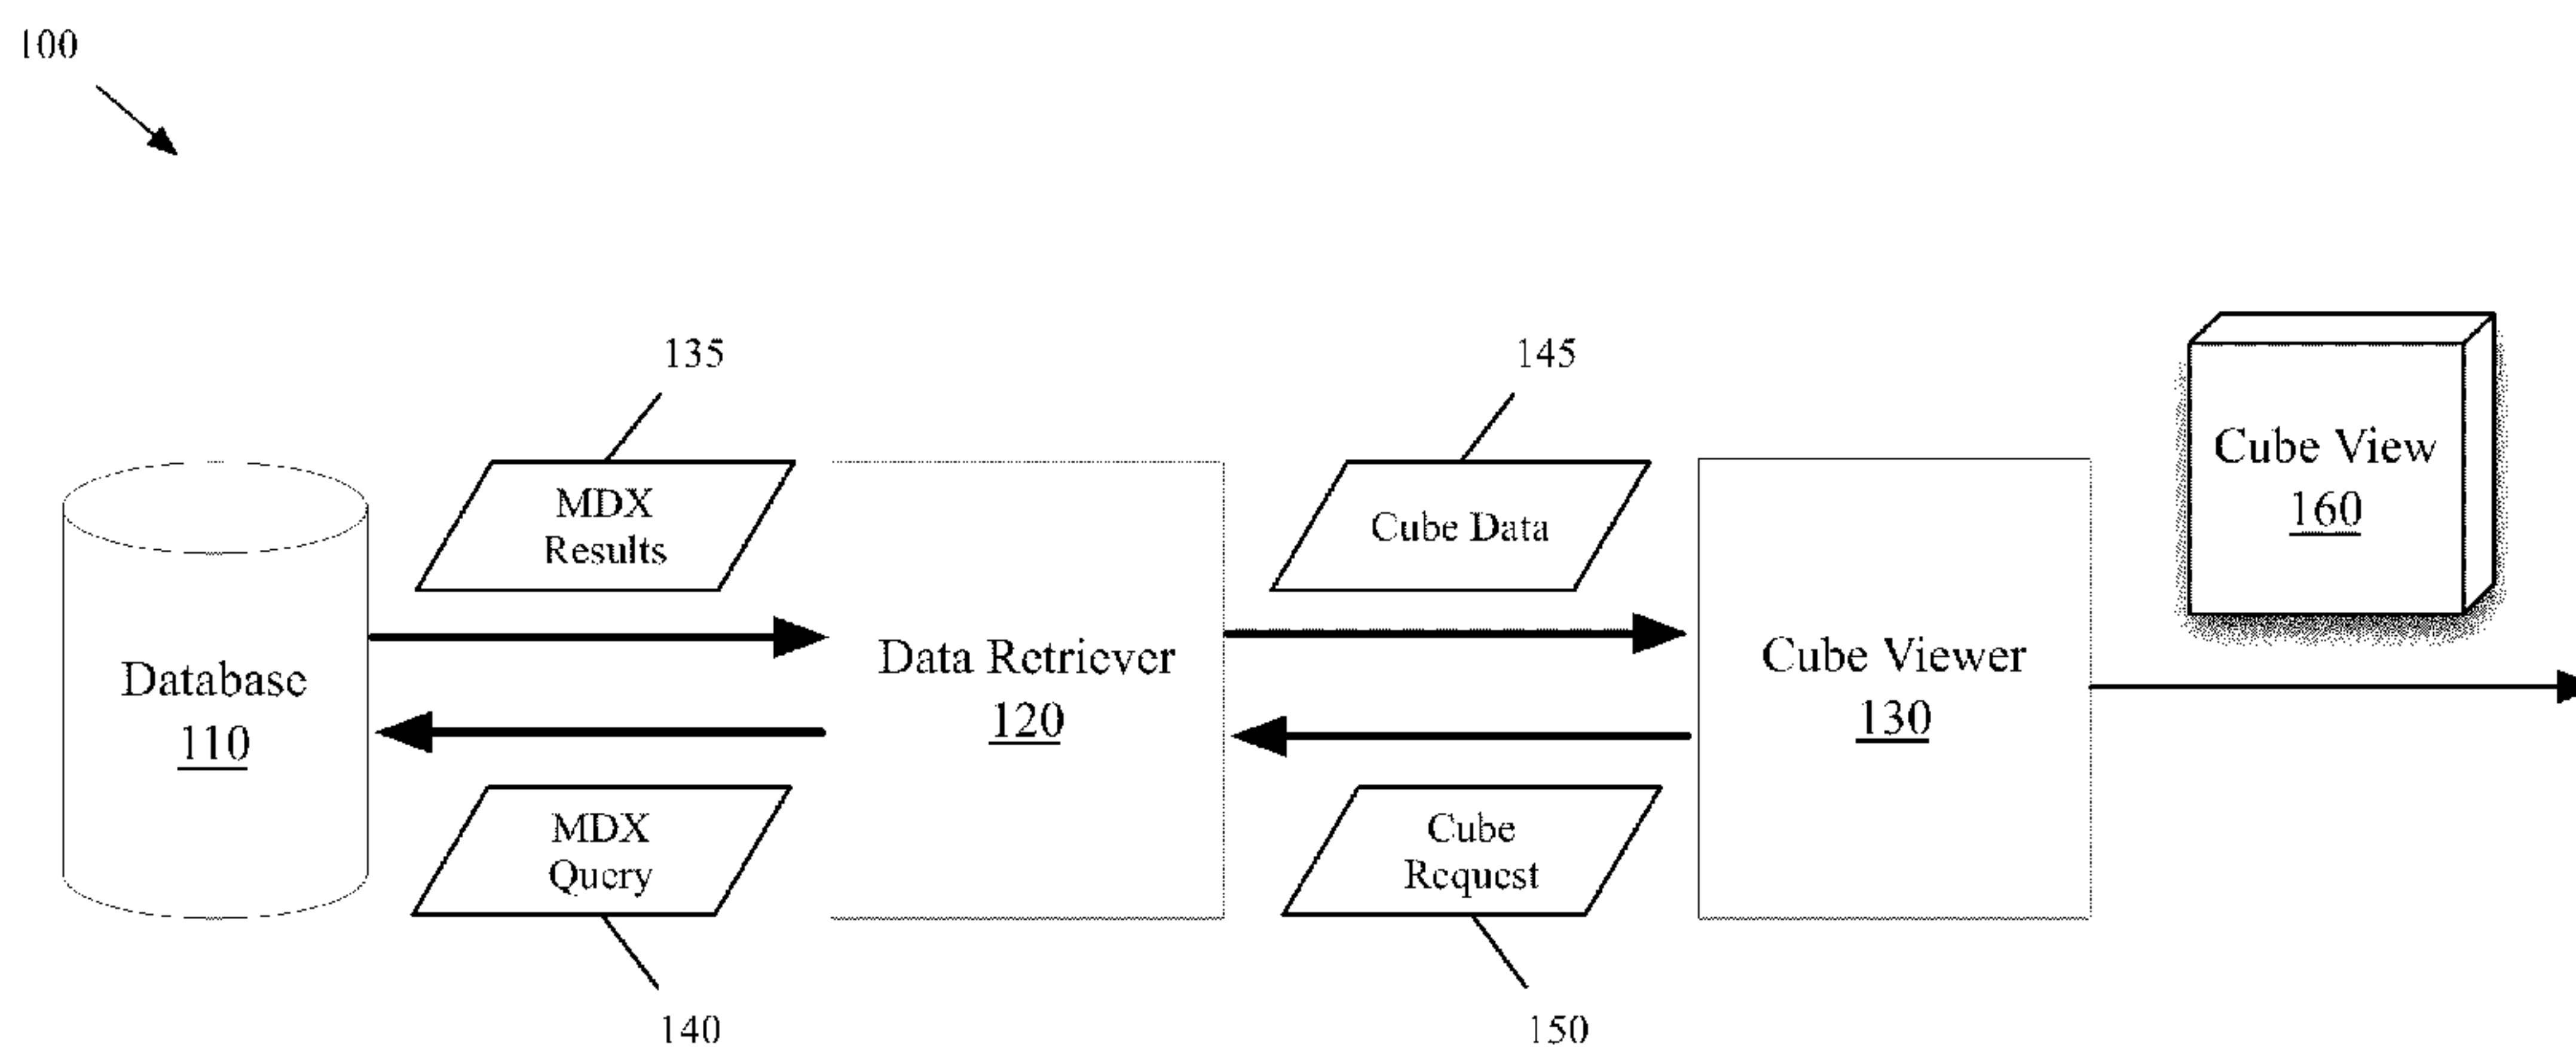 100
135
145
MDX
Results
Cube Data
Cube View
160
Database
110
Data Retriever
120
Cube Viewer
130
MDX
Query
Cube
Request
140
150